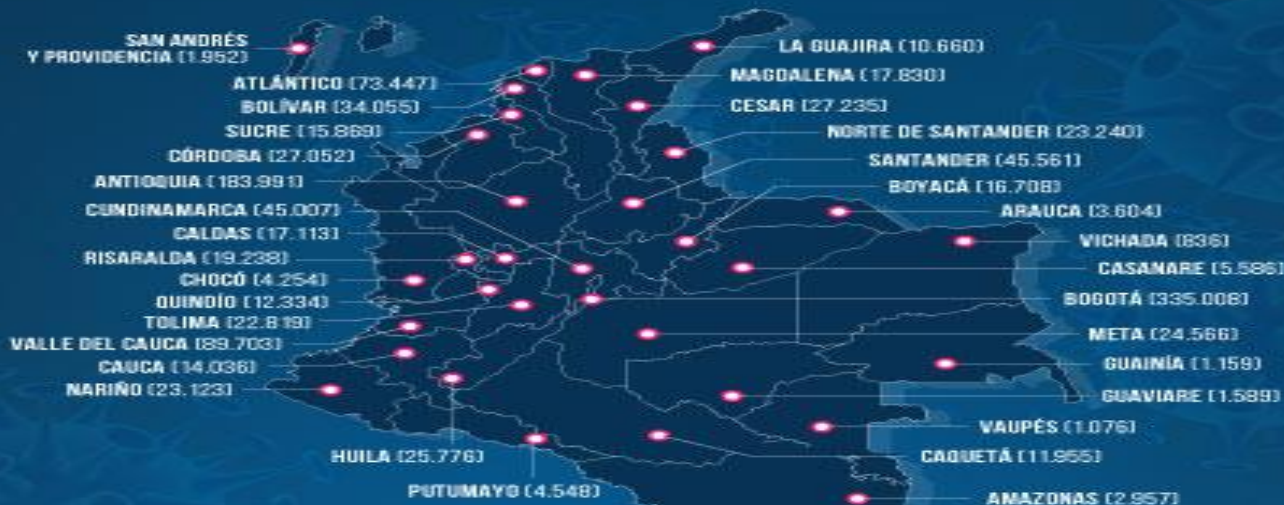 SAN ANDRÉS
Y PROVIDENCIA (1.952)
ATLÁNTICO (73.447)
BOLÍVAR (34.055)
SUCRE (15.869)
CÓRDOBA (27.052)
ANTIOQUIA (183.991)
CUNDINAMARCA (45.007)
CALDAS (17.113)
RISARALDA (19.238)
CHOCÓ (4.254)
QUINDÍO (12.334)
TOLIMA (22.819)
VALLE DEL CAUCA (89.703)
CAUCA (14.036)
NARIÑO (23.123)
HUILA (25.776)
PUTUMAYO (4.548)
LA GUAJIRA (10.660)
MAGDALENA (17.830)
CESAR (27.235)
NORTE DE SANTANDER (23.240)
SANTANDER (45.561)
BOYACÁ (16.708)
ARAUCA (3.604)
VICHADA (836)
CASANARE (5.586)
BOGOTÁ (335.008)
META (24.566)
GUAINÍA (1.159)
GUAVIARE (1.589)
VAUPÉS (1.076)
CAQUETÁ (11.955)
AMAZONAS (2.957)